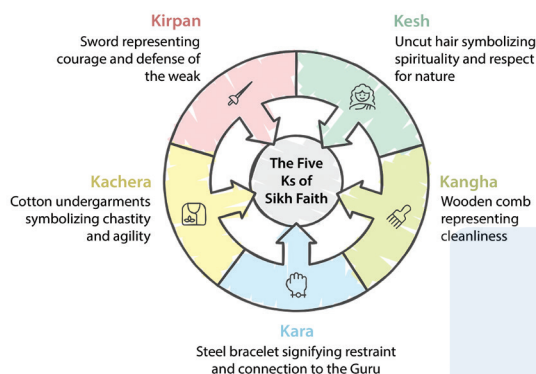 Kirpan
Sword representing
courage and defense of
the weak
Kesh
Uncut hair symbolizing
spirituality and respect
for nature
The Five
Ks of
Sikh Faith
Kachera
Cotton undergarments
symbolizing chastity
and agility
Kangha
Wooden comb
representing
cleanliness
Kara
Steel bracelet signifying restraint
and connection to the Guru